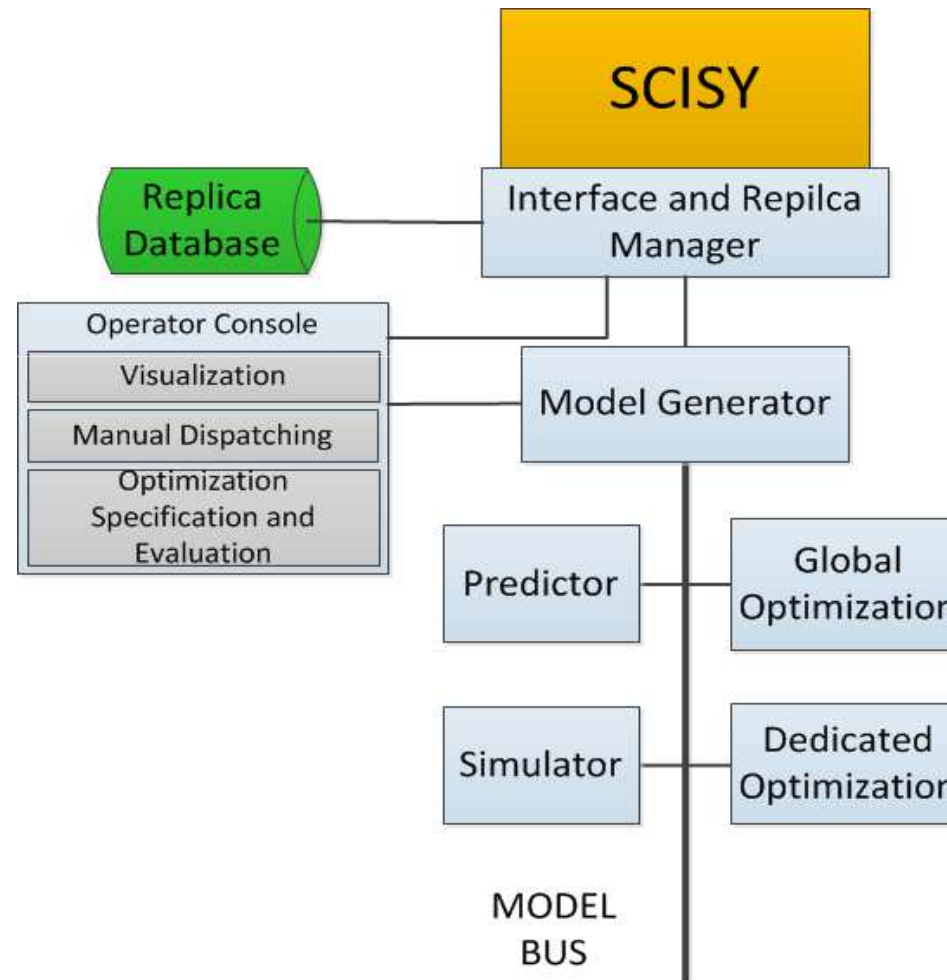 SCISY
Replica
Database
Interface and Repilca
Manager
Operator Console
Visualization
Manual Dispatching
Optimization
Specification and
Evaluation
Model Generator
Predictor
Global
Optimization
Simulator
Dedicated
Optimization
MODEL
BUS